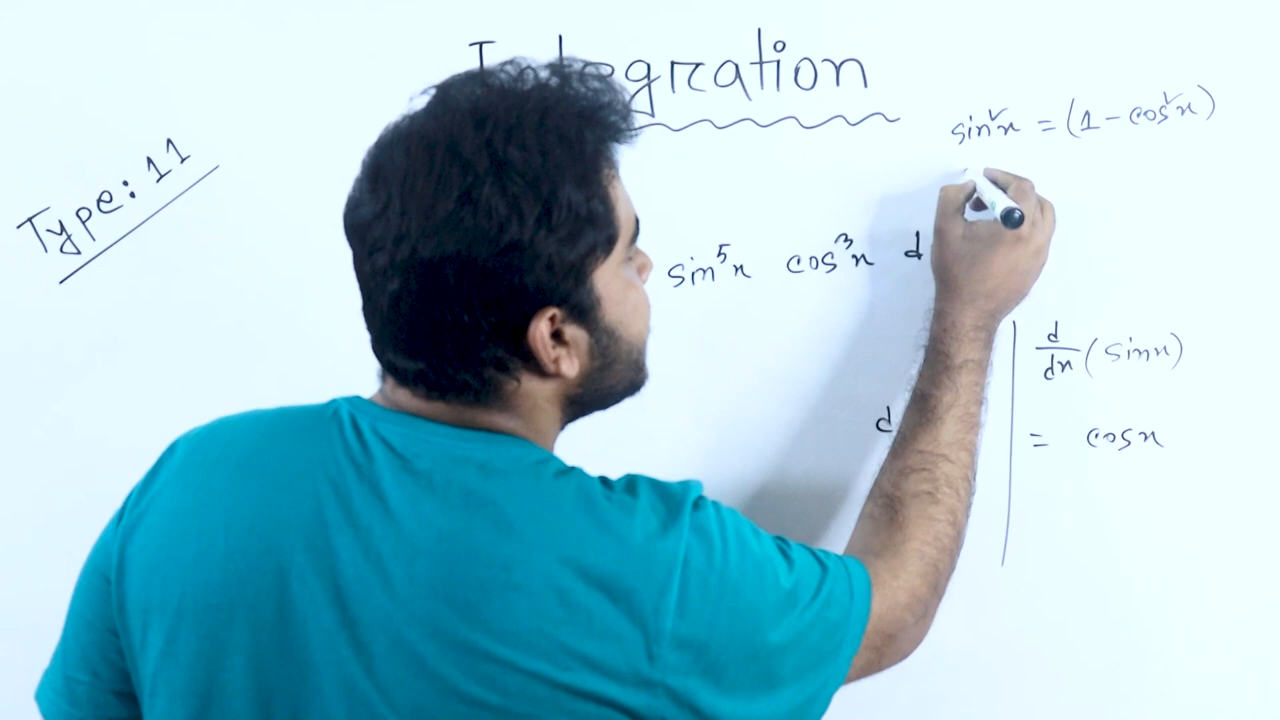 Integration
Type: 11
sin²x = (1 - cos²x)
sin⁵x cos³x d
d/dx (sinx)
= cosx
d